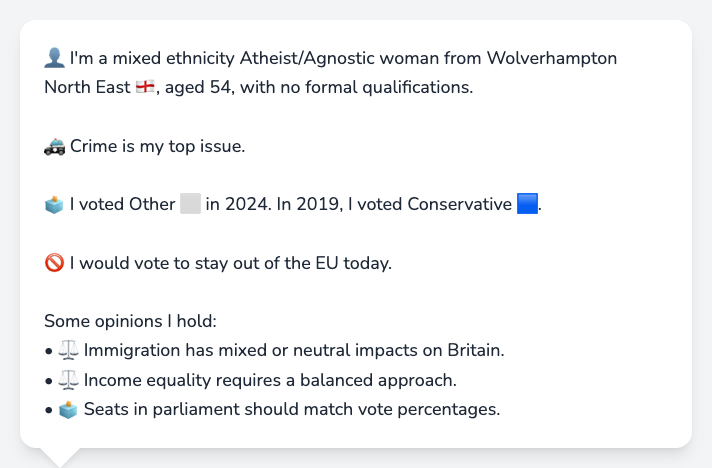 👤 I'm a mixed ethnicity Atheist/Agnostic woman from Wolverhampton
North East 🏴󠁧󠁢󠁥󠁮󠁧󠁿, aged 54, with no formal qualifications.
🚓 Crime is my top issue.
🗳️ I voted Other ⬜ in 2024. In 2019, I voted Conservative 🟦.
🚫 I would vote to stay out of the EU today.
Some opinions I hold:
• ⚖️ Immigration has mixed or neutral impacts on Britain.
• ⚖️ Income equality requires a balanced approach.
• 🗳️ Seats in parliament should match vote percentages.